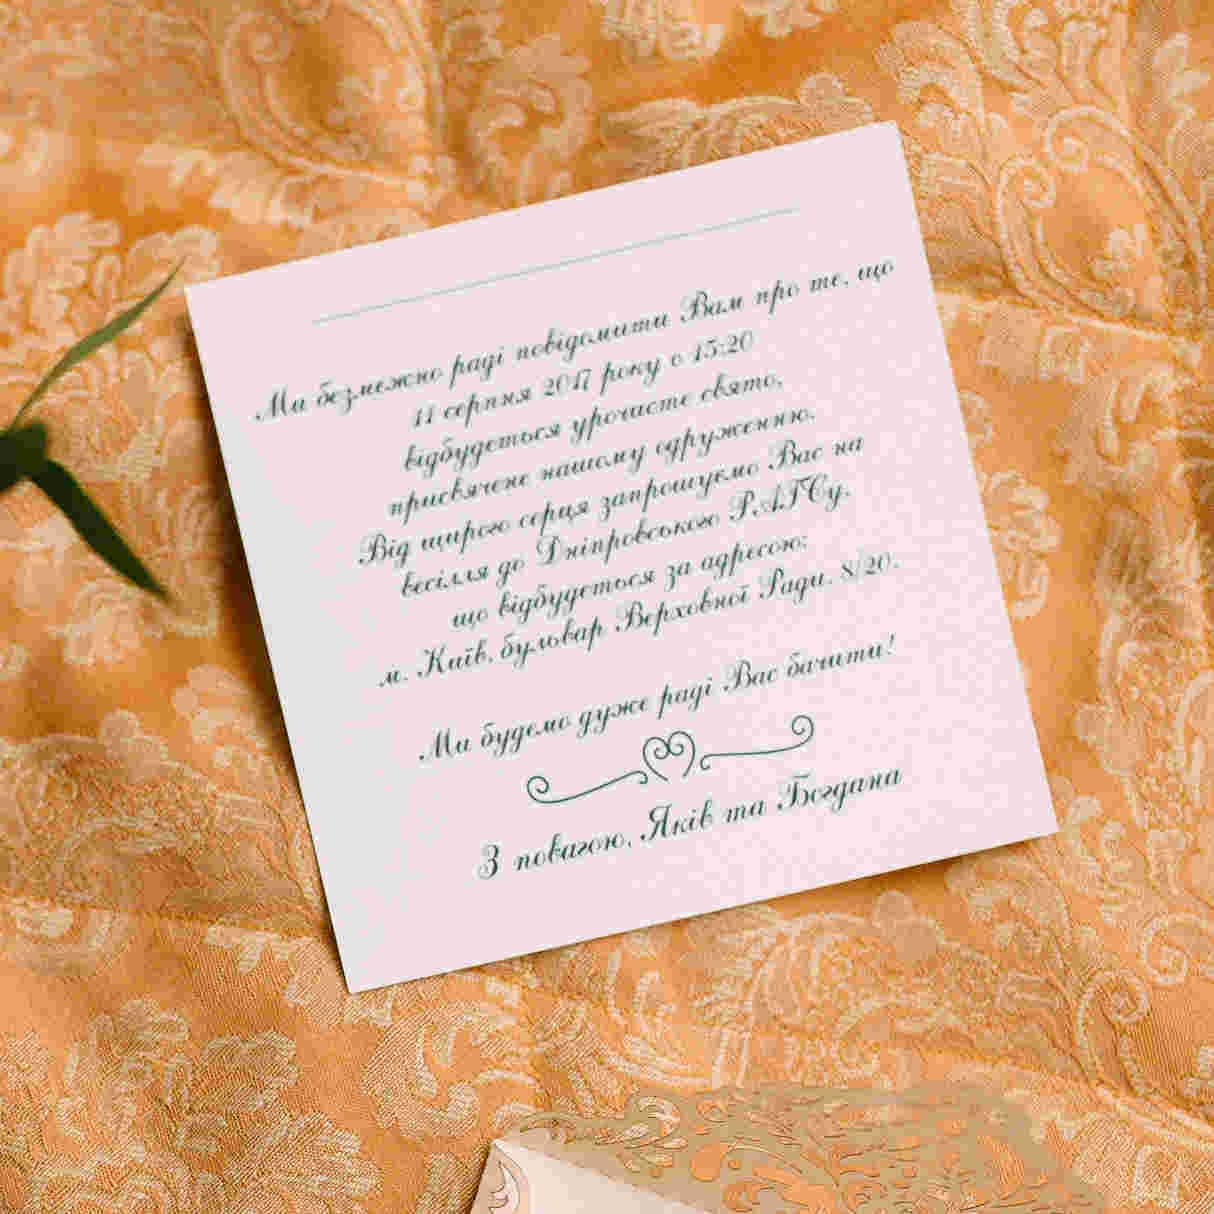 Ми безмежно раді повідомити Вам про те, що
11 серпня 2017 року о 15:20
відбудеться урочисте свято,
присвячене нашому одруженню.
Від щирого серця запрошуємо Вас на
весілля до Дніпровського РАГСу,
що відбудеться за адресою:
м. Київ, бульвар Верховної Ради, 8/20.
Ми будемо дуже раді Вас бачити!
З повагою, Яків та Богдана